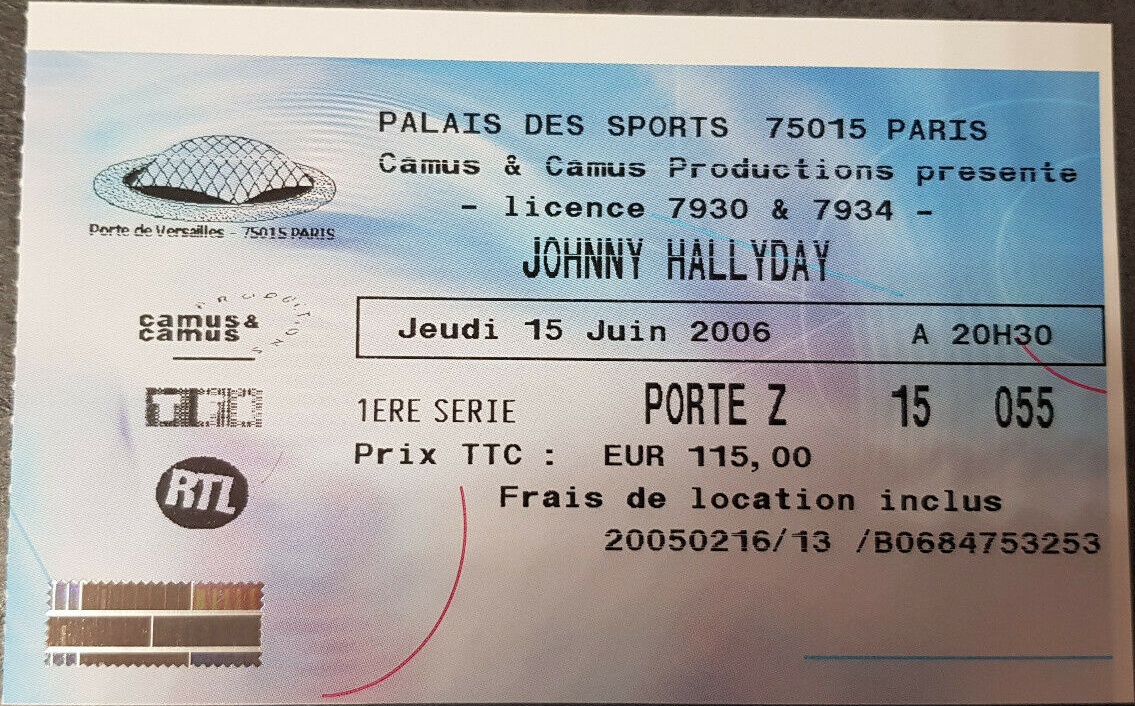 PALAIS DES SPORTS 75015 PARIS
Camus & Camus Productions presente
- licence 7930 & 7934 -
JOHNNY HALLYDAY
Porte de Versailles - 75015 PARIS
PRODUCTIONS
camus &
camus
Jeudi 15 Juin 2006 A 20H30
TF1
1ERE SERIE PORTE Z 15 055
Prix TTC : EUR 115,00
RTL
Frais de location inclus
20050216/13 /B0684753253